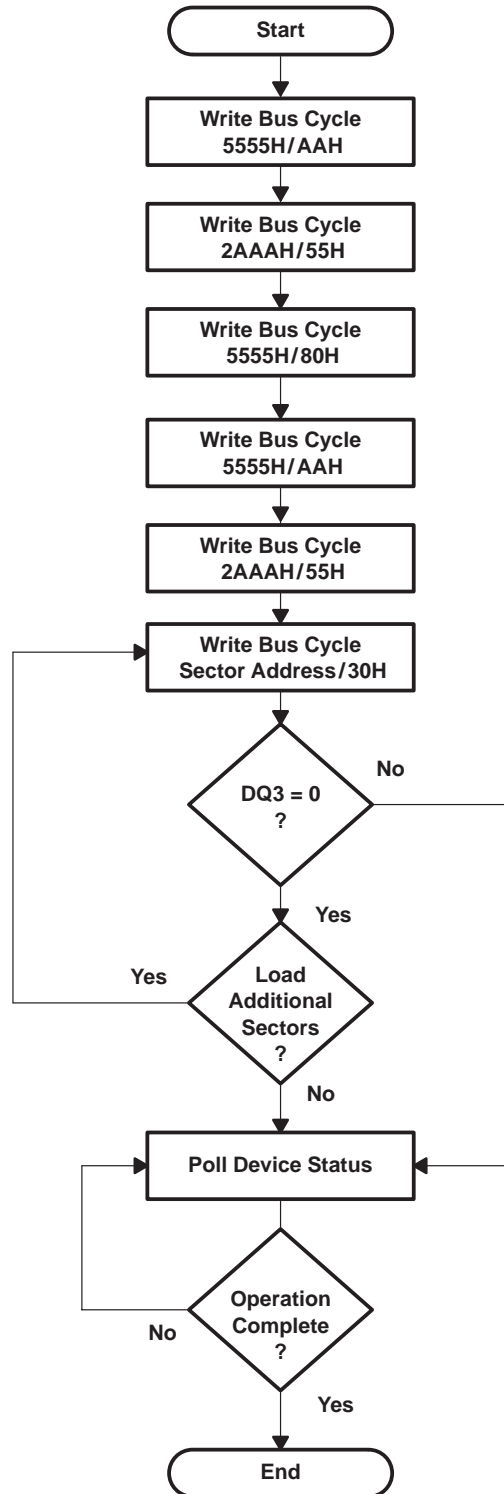 Start
Write Bus Cycle
5555H/AAH
Write Bus Cycle
2AAAH/55H
Write Bus Cycle
5555H/80H
Write Bus Cycle
5555H/AAH
Write Bus Cycle
2AAAH/55H
Write Bus Cycle
Sector Address/30H
No
DQ3 = 0
?
Yes
Yes
Load
Additional
Sectors
?
No
Poll Device Status
Operation
Complete
?
No
Yes
End